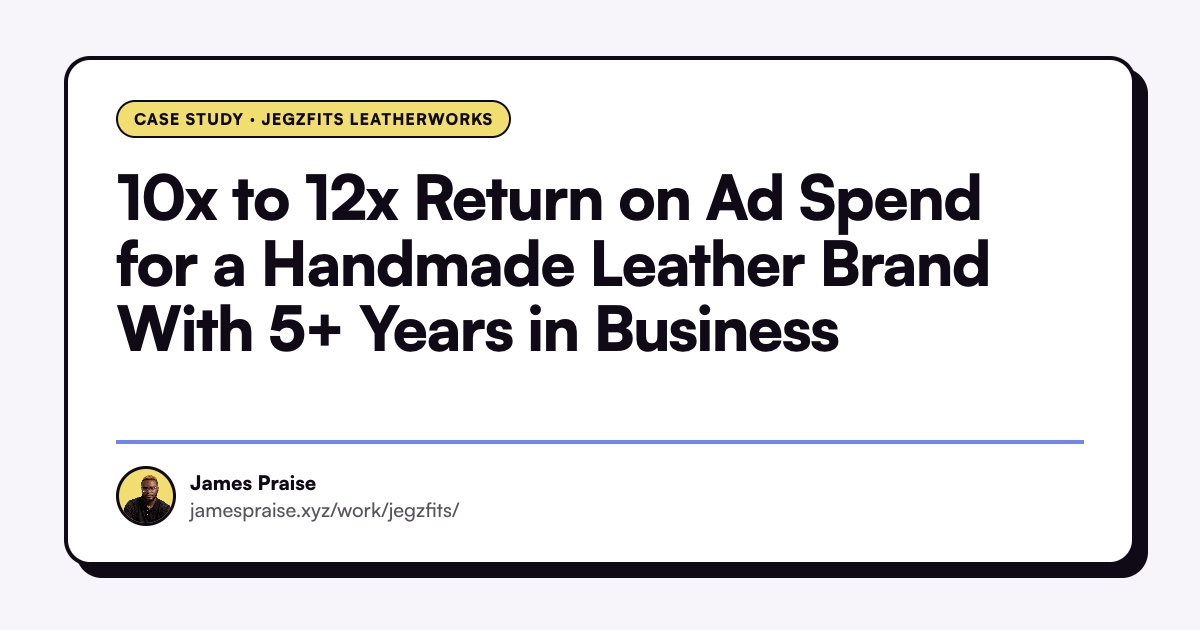 CASE STUDY · JEGZFITS LEATHERWORKS
10x to 12x Return on Ad Spend
for a Handmade Leather Brand
With 5+ Years in Business
James Praise
jamespraise.xyz/work/jegzfits/